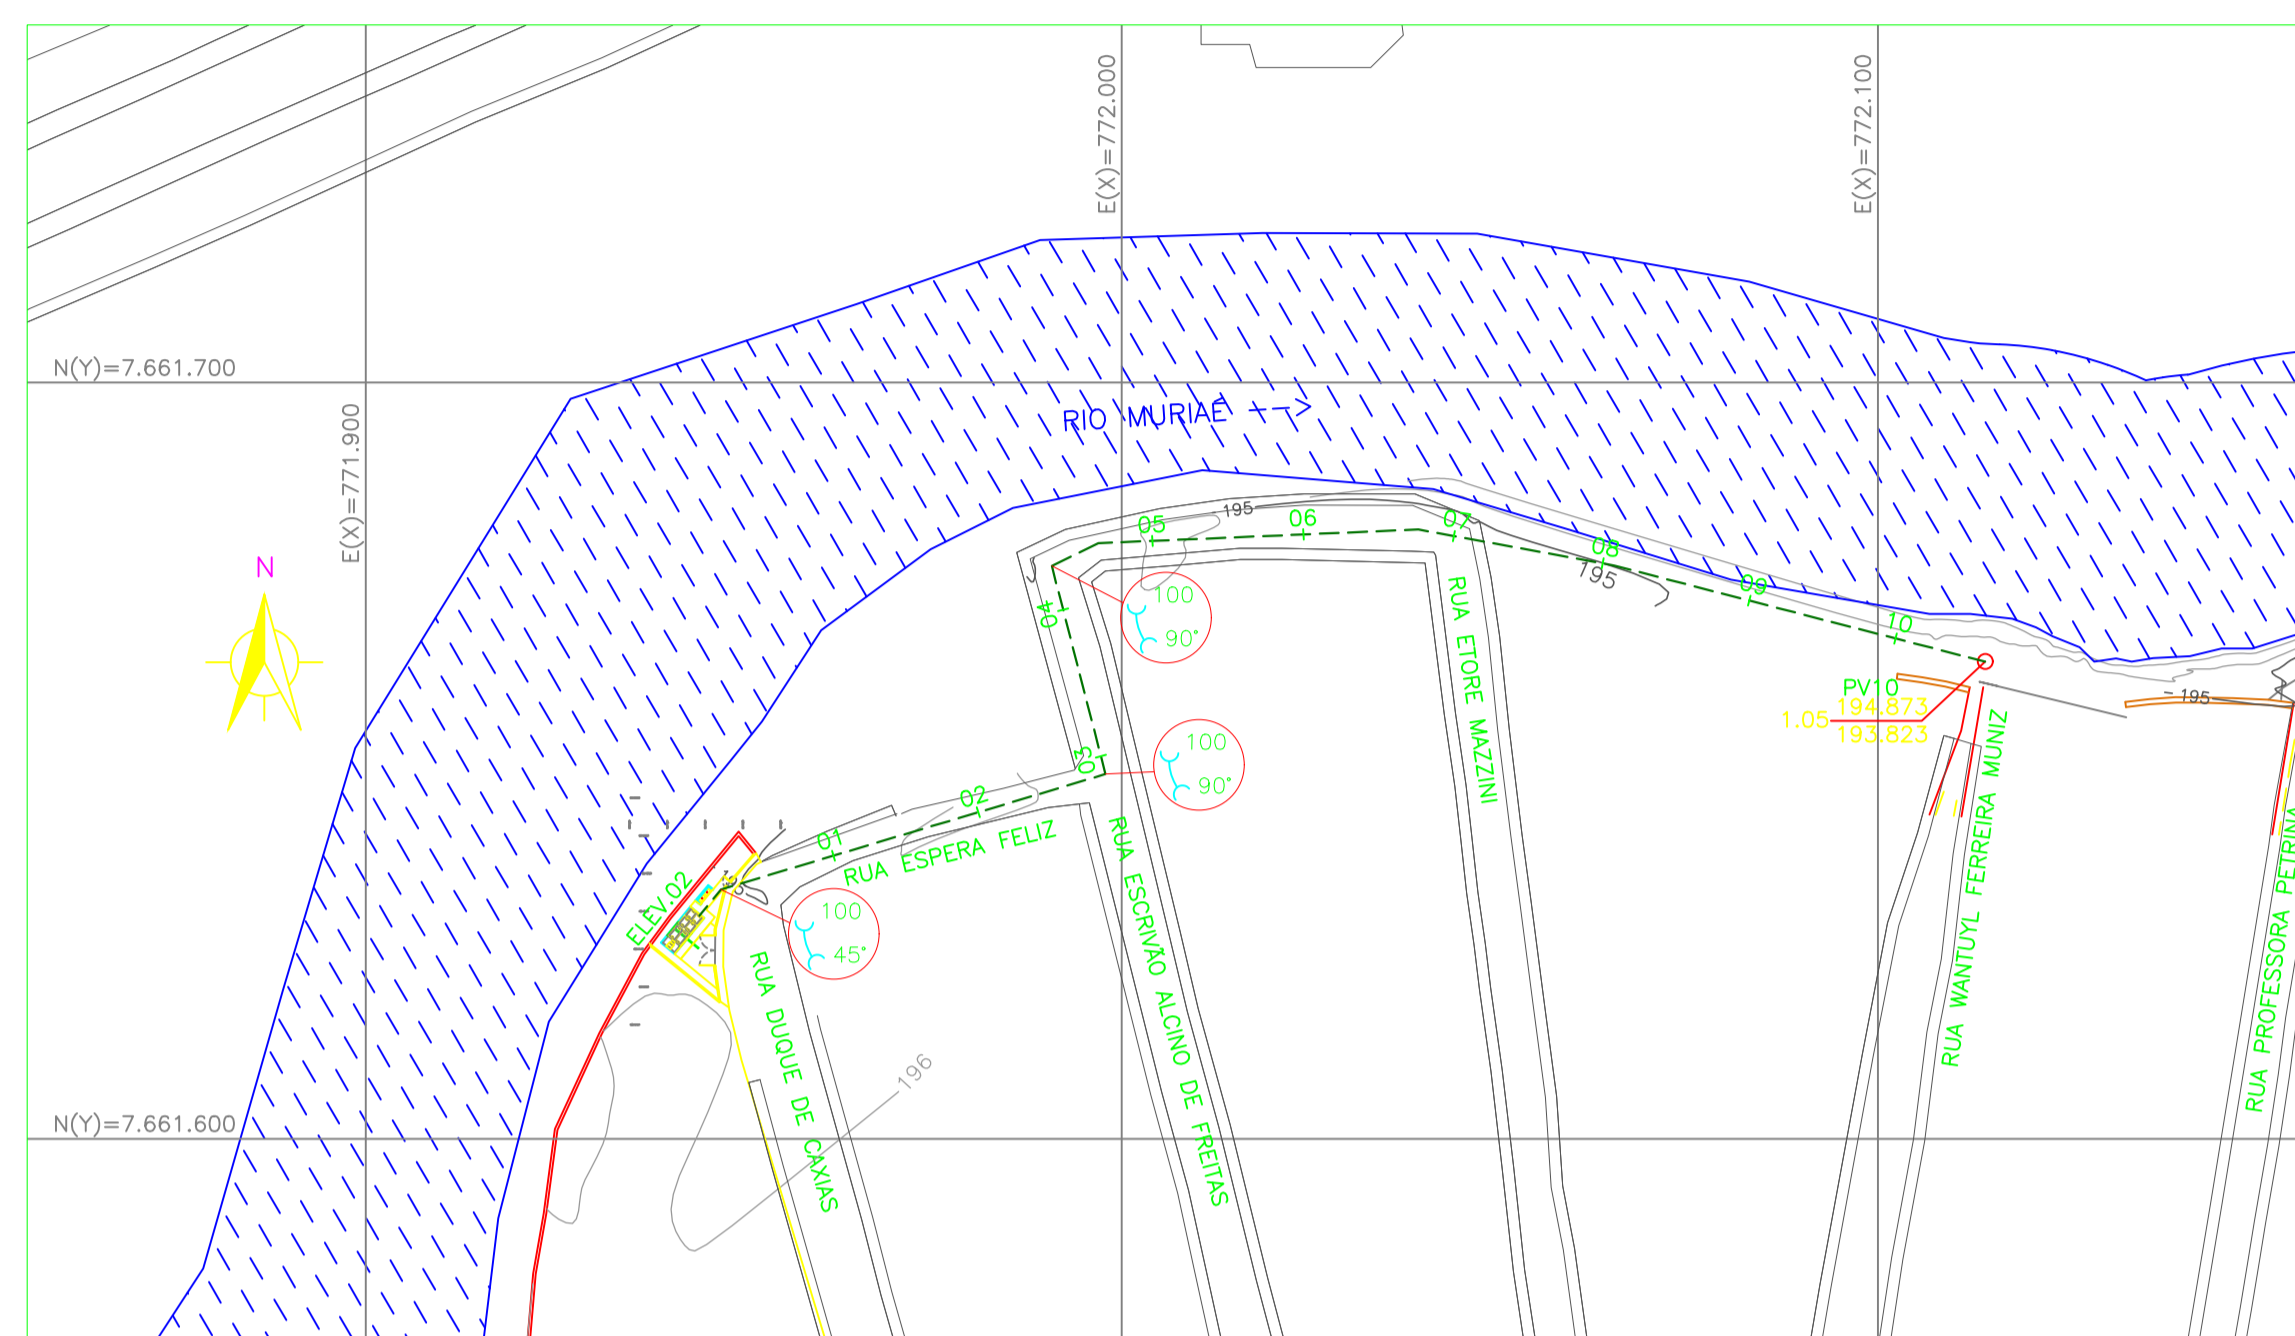 E(X)=772.000
E(X)=772.100
N(Y)=7.661.700
E(X)=771.900
RIO MURIAÉ -->
N
195
05
06
07
08
195
09
10
04
100
90°
RUA ETORE MAZZINI
PV10
194.873
1.05
193.823
195
03
100
90°
02
01
RUA ESPERA FELIZ
ELEV.02
100
45°
RUA DUQUE DE CAXIAS
RUA ESCRIVÃO ALCINO DE FREITAS
RUA WANTUYL FERREIRA MUNIZ
RUA PROFESSORA PETRINA
196
N(Y)=7.661.600